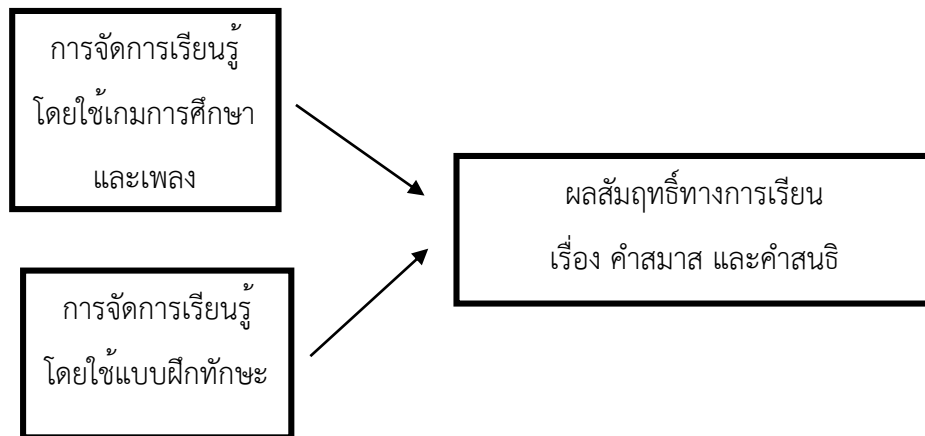 การจัดการเรียนรู้
โดยใช้เกมการศึกษา
และเพลง
ผลสัมฤทธิ์ทางการเรียน
เรื่อง คำสมาส และคำสนธิ
การจัดการเรียนรู้
โดยใช้แบบฝึกทักษะ